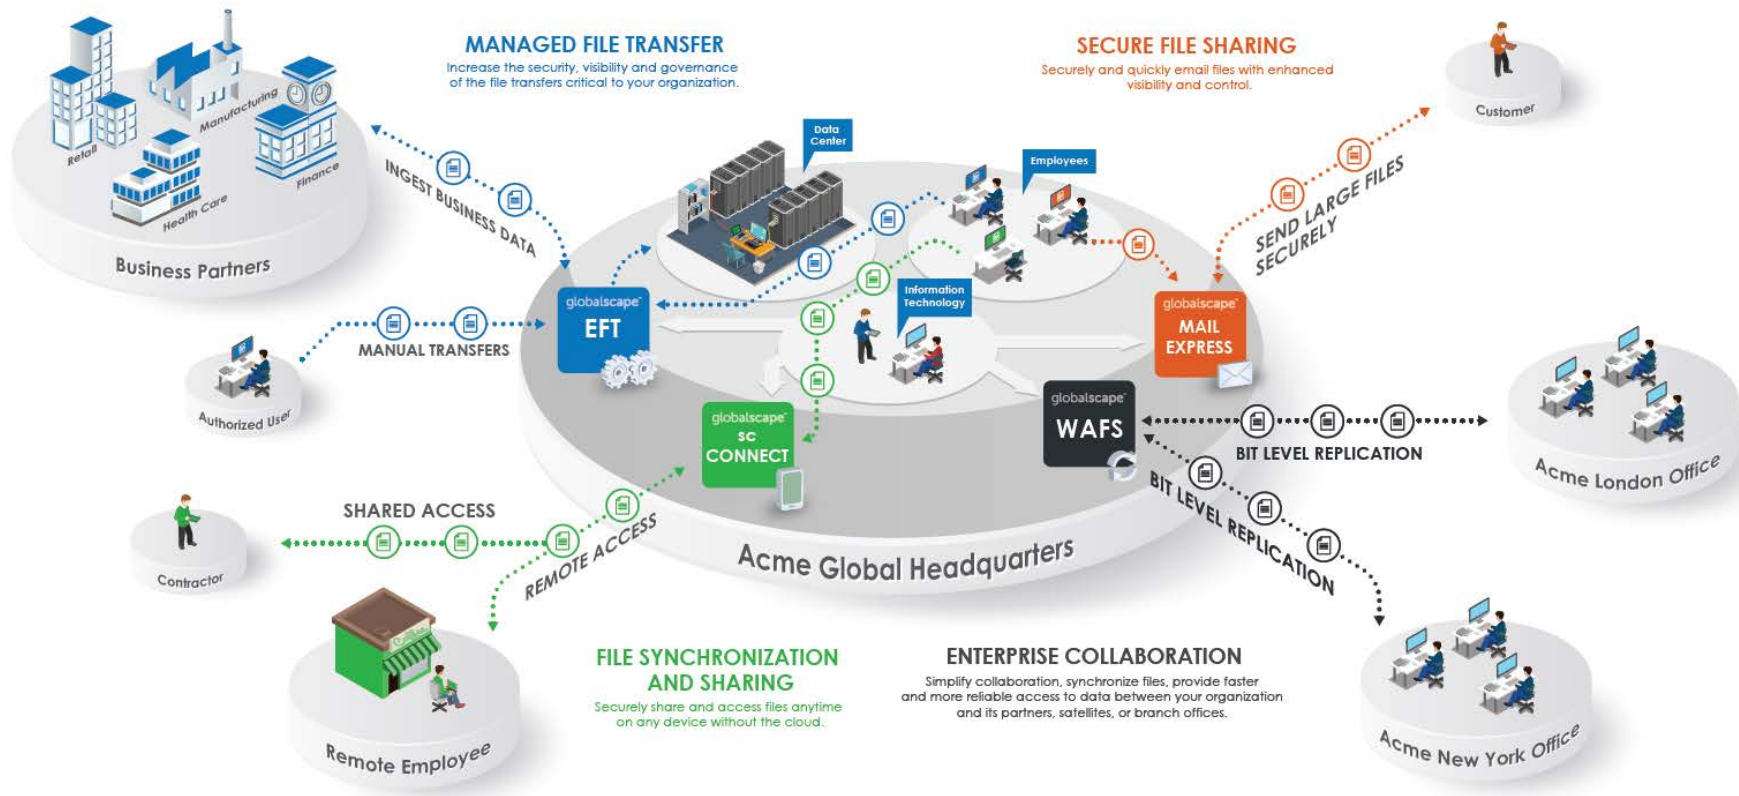 MANAGED FILE TRANSFER
Increase the security, visibility and governance
of the file transfers critical to your organization.
SECURE FILE SHARING
Securely and quickly email files with enhanced
visibility and control.
Customer
Retail
Manufacturing
Health Care
Finance
Business Partners
INGEST BUSINESS DATA
Data
Center
Employees
SEND LARGE FILES
SECURELY
globalscape™
EFT
Information
Technology
globalscape™
MAIL
EXPRESS
MANUAL TRANSFERS
Authorized User
globalscape™
SC
CONNECT
globalscape™
WAFS
BIT LEVEL REPLICATION
Acme London Office
BIT LEVEL REPLICATION
SHARED ACCESS
REMOTE ACCESS
Contractor
Acme Global Headquarters
Coffee
Remote Employee
FILE SYNCHRONIZATION
AND SHARING
Securely share and access files anytime
on any device without the cloud.
ENTERPRISE COLLABORATION
Simplify collaboration, synchronize files, provide faster
and more reliable access to data between your organization
and its partners, satellites, or branch offices.
Acme New York Office